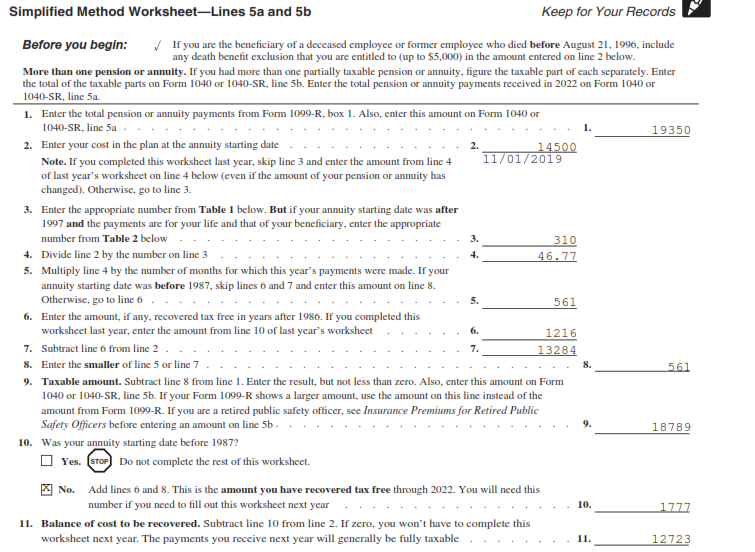 Simplified Method Worksheet—Lines 5a and 5b Keep for Your Records
Before you begin: √ If you are the beneficiary of a deceased employee or former employee who died before August 21, 1996, include
any death benefit exclusion that you are entitled to (up to $5,000) in the amount entered on line 2 below.
More than one pension or annuity. If you had more than one partially taxable pension or annuity, figure the taxable part of each separately. Enter
the total of the taxable parts on Form 1040 or 1040-SR, line 5b. Enter the total pension or annuity payments received in 2022 on Form 1040 or
1040-SR, line 5a.
1. Enter the total pension or annuity payments from Form 1099-R, box 1. Also, enter this amount on Form 1040 or
1040-SR, line 5a . . . . . . . . . . . . . . . . . . . . . . . . . . 1. 19350
2. Enter your cost in the plan at the annuity starting date . . . . . . . . . . . 2. 14500
Note. If you completed this worksheet last year, skip line 3 and enter the amount from line 4 11/01/2019
of last year's worksheet on line 4 below (even if the amount of your pension or annuity has
changed). Otherwise, go to line 3.
3. Enter the appropriate number from Table 1 below. But if your annuity starting date was after
1997 and the payments are for your life and that of your beneficiary, enter the appropriate
number from Table 2 below . . . . . . . . . . . . . . . . . . 3. 310
4. Divide line 2 by the number on line 3 . . . . . . . . . . . . . . . 4. 46.77
5. Multiply line 4 by the number of months for which this year's payments were made. If your
annuity starting date was before 1987, skip lines 6 and 7 and enter this amount on line 8.
Otherwise, go to line 6 . . . . . . . . . . . . . . . . . . . 5. 561
6. Enter the amount, if any, recovered tax free in years after 1986. If you completed this
worksheet last year, enter the amount from line 10 of last year's worksheet . . . . . 6. 1216
7. Subtract line 6 from line 2 . . . . . . . . . . . . . . . . . . 7. 13284
8. Enter the smaller of line 5 or line 7 . . . . . . . . . . . . . . . . . . . . . . 8. 561
9. Taxable amount. Subtract line 8 from line 1. Enter the result, but not less than zero. Also, enter this amount on Form
1040 or 1040-SR, line 5b. If your Form 1099-R shows a larger amount, use the amount on this line instead of the
amount from Form 1099-R. If you are a retired public safety officer, see Insurance Premiums for Retired Public
Safety Officers before entering an amount on line 5b . . . . . . . . . . . . . . . . . . 9. 18789
10. Was your annuity starting date before 1987?
Yes. STOP Do not complete the rest of this worksheet.
X No. Add lines 6 and 8. This is the amount you have recovered tax free through 2022. You will need this
number if you need to fill out this worksheet next year . . . . . . . . . . . . . . 10. 1777
11. Balance of cost to be recovered. Subtract line 10 from line 2. If zero, you won't have to complete this
worksheet next year. The payments you receive next year will generally be fully taxable . . . . . . . 11. 12723